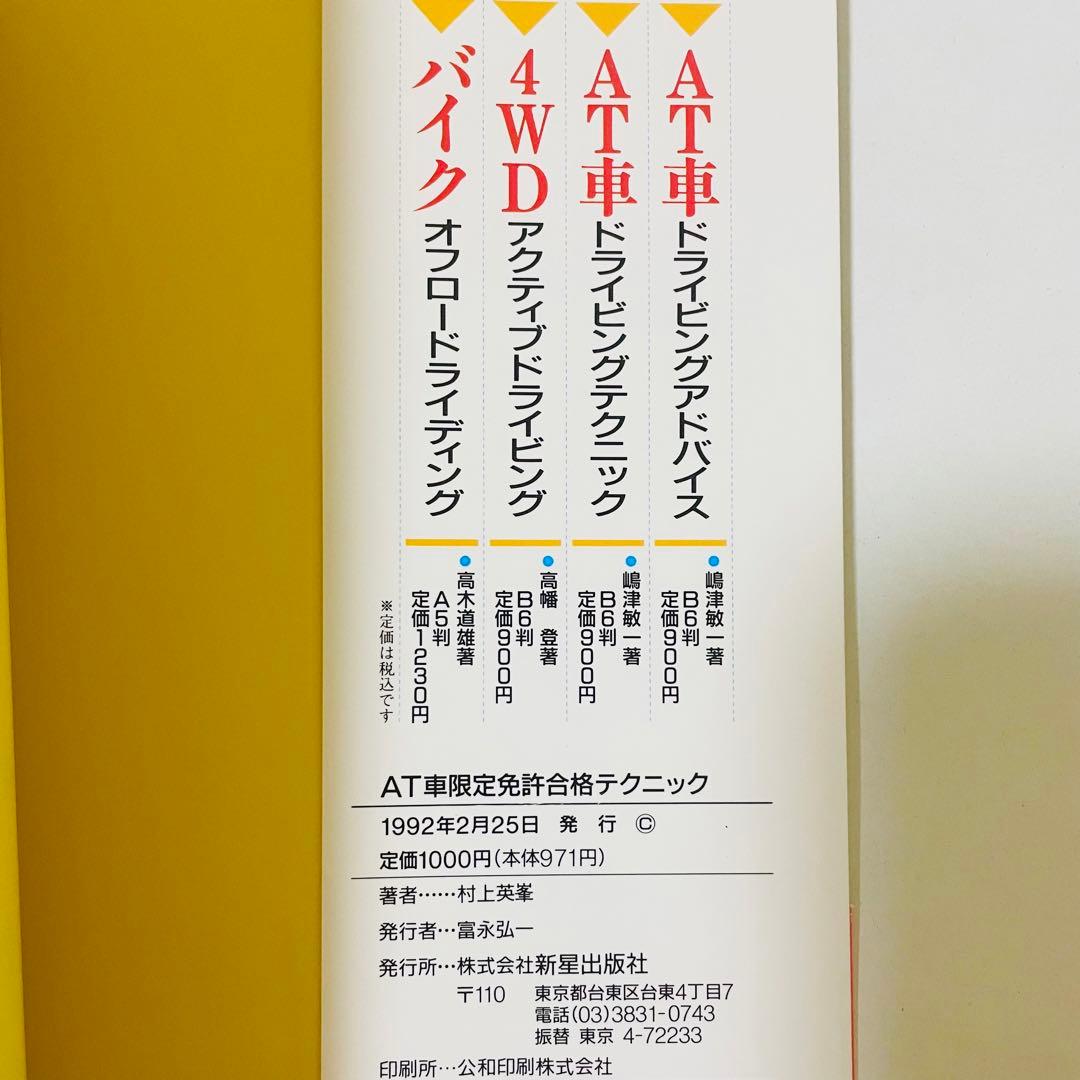 AT車ドライビングアドバイス
●嶋津敏一著
B6判
定価900円
AT車ドライビングテクニック
●嶋津敏一著
B6判
定価900円
4WDアクティブドライビング
●高幡 登著
B6判
定価900円
バイクオフロードライディング
●高木道雄著
A5判
定価1230円
※定価は税込です
AT車限定免許合格テクニック
1992年2月25日 発 行 ©
定価1000円(本体971円)
著者……村上英峯
発行者…富永弘一
発行所…株式会社新星出版社
〒110 東京都台東区台東4丁目7
電話(03)3831-0743
振替 東京 4-72233
印刷所…公和印刷株式会社